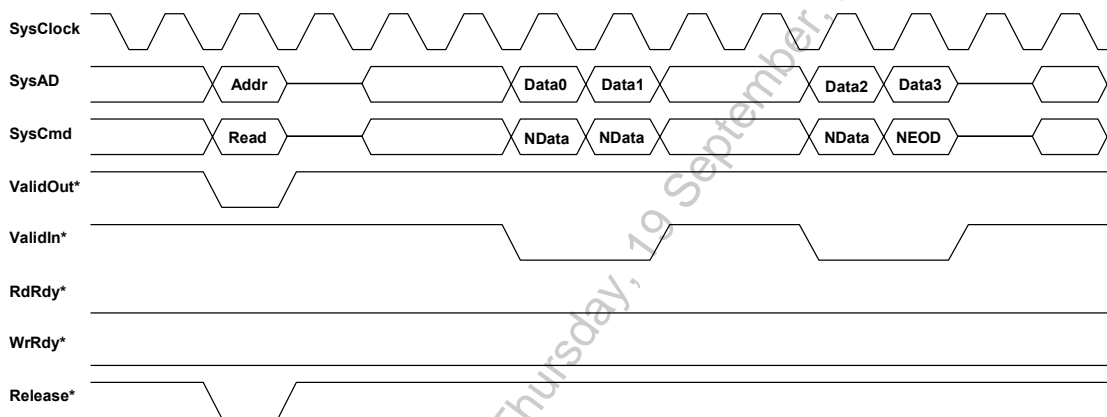 SysClock
SysAD Addr Data0 Data1 Data2 Data3
SysCmd Read NData NData NData NEOD
ValidOut*
ValidIn*
RdRdy*
WrRdy*
Release*
Thursday, 19 September,